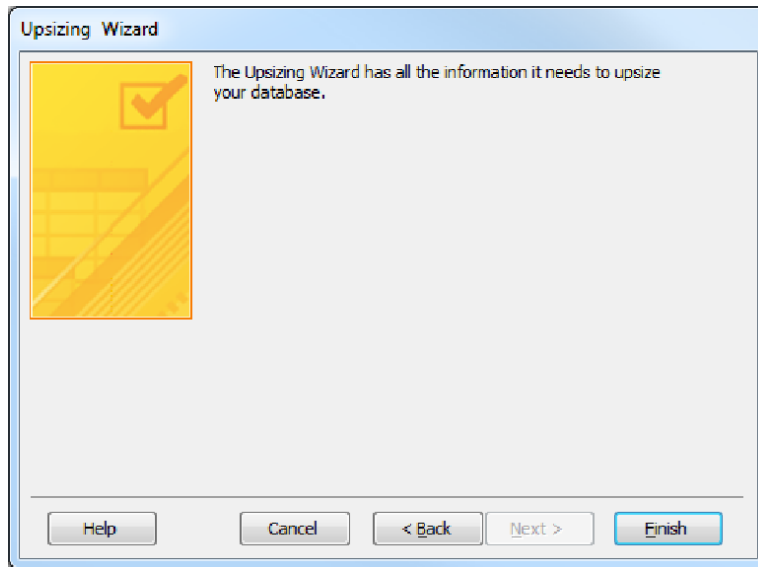 Upsizing Wizard
The Upsizing Wizard has all the information it needs to upsize
your database.
Help
Cancel
< Back
Next >
Finish